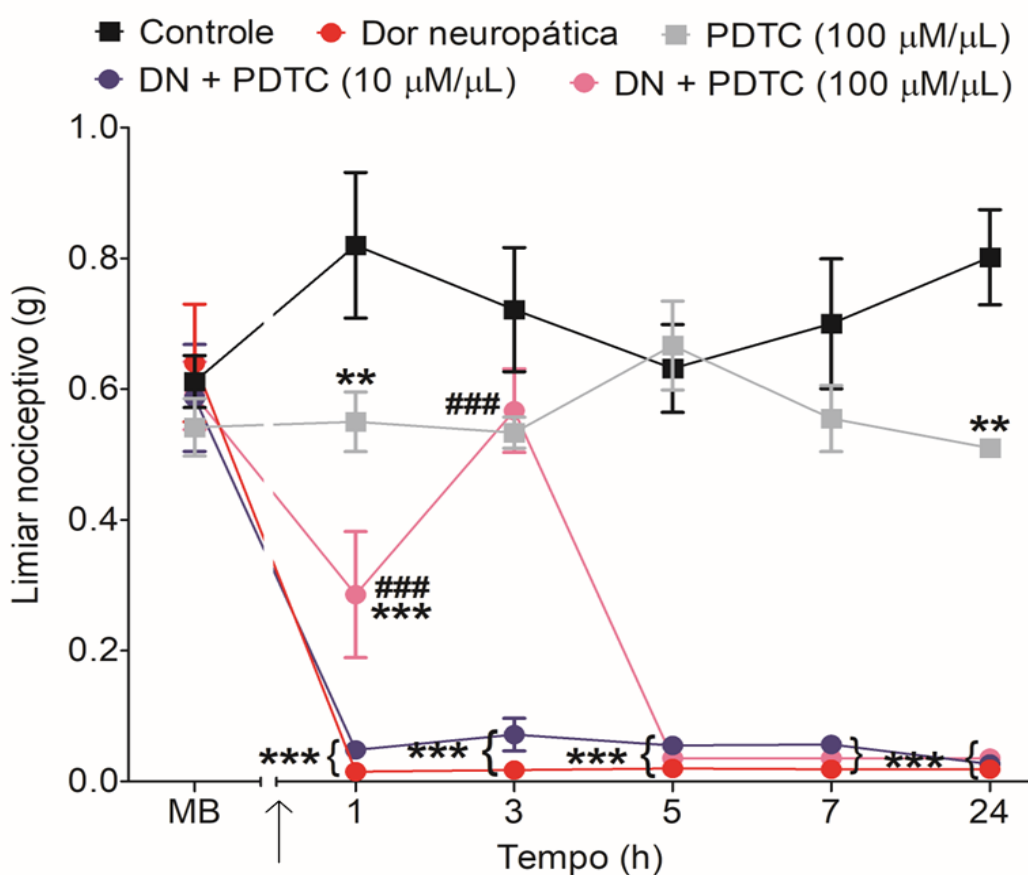 Controle Dor neuropática PDTC (100 μM/μL)
DN + PDTC (10 μM/μL) DN + PDTC (100 μM/μL)
1.0
0.8
0.6
0.4
0.2
0.0
Limiar nociceptivo (g)
**
###
**
###
***
*** { *** { *** { } *** {
MB 1 3 5 7 24
Tempo (h)